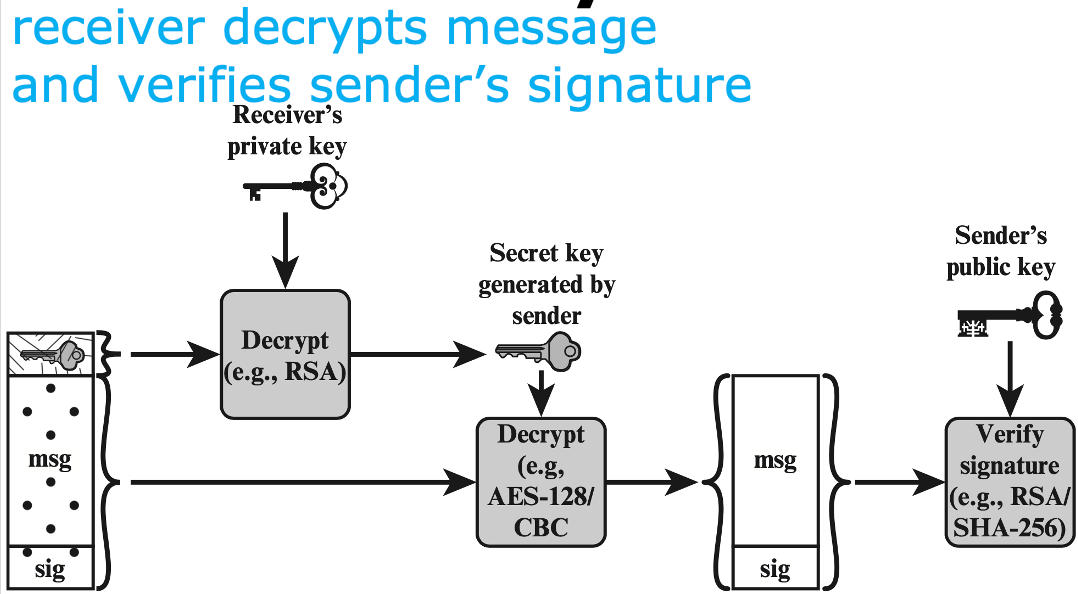 receiver decrypts message
and verifies sender’s signature
Receiver’s
private key
Secret key
generated by
sender
Sender’s
public key
Decrypt
(e.g., RSA)
Decrypt
(e.g,
AES-128/
CBC
Verify
signature
(e.g., RSA/
SHA-256)
msg
sig
msg
sig